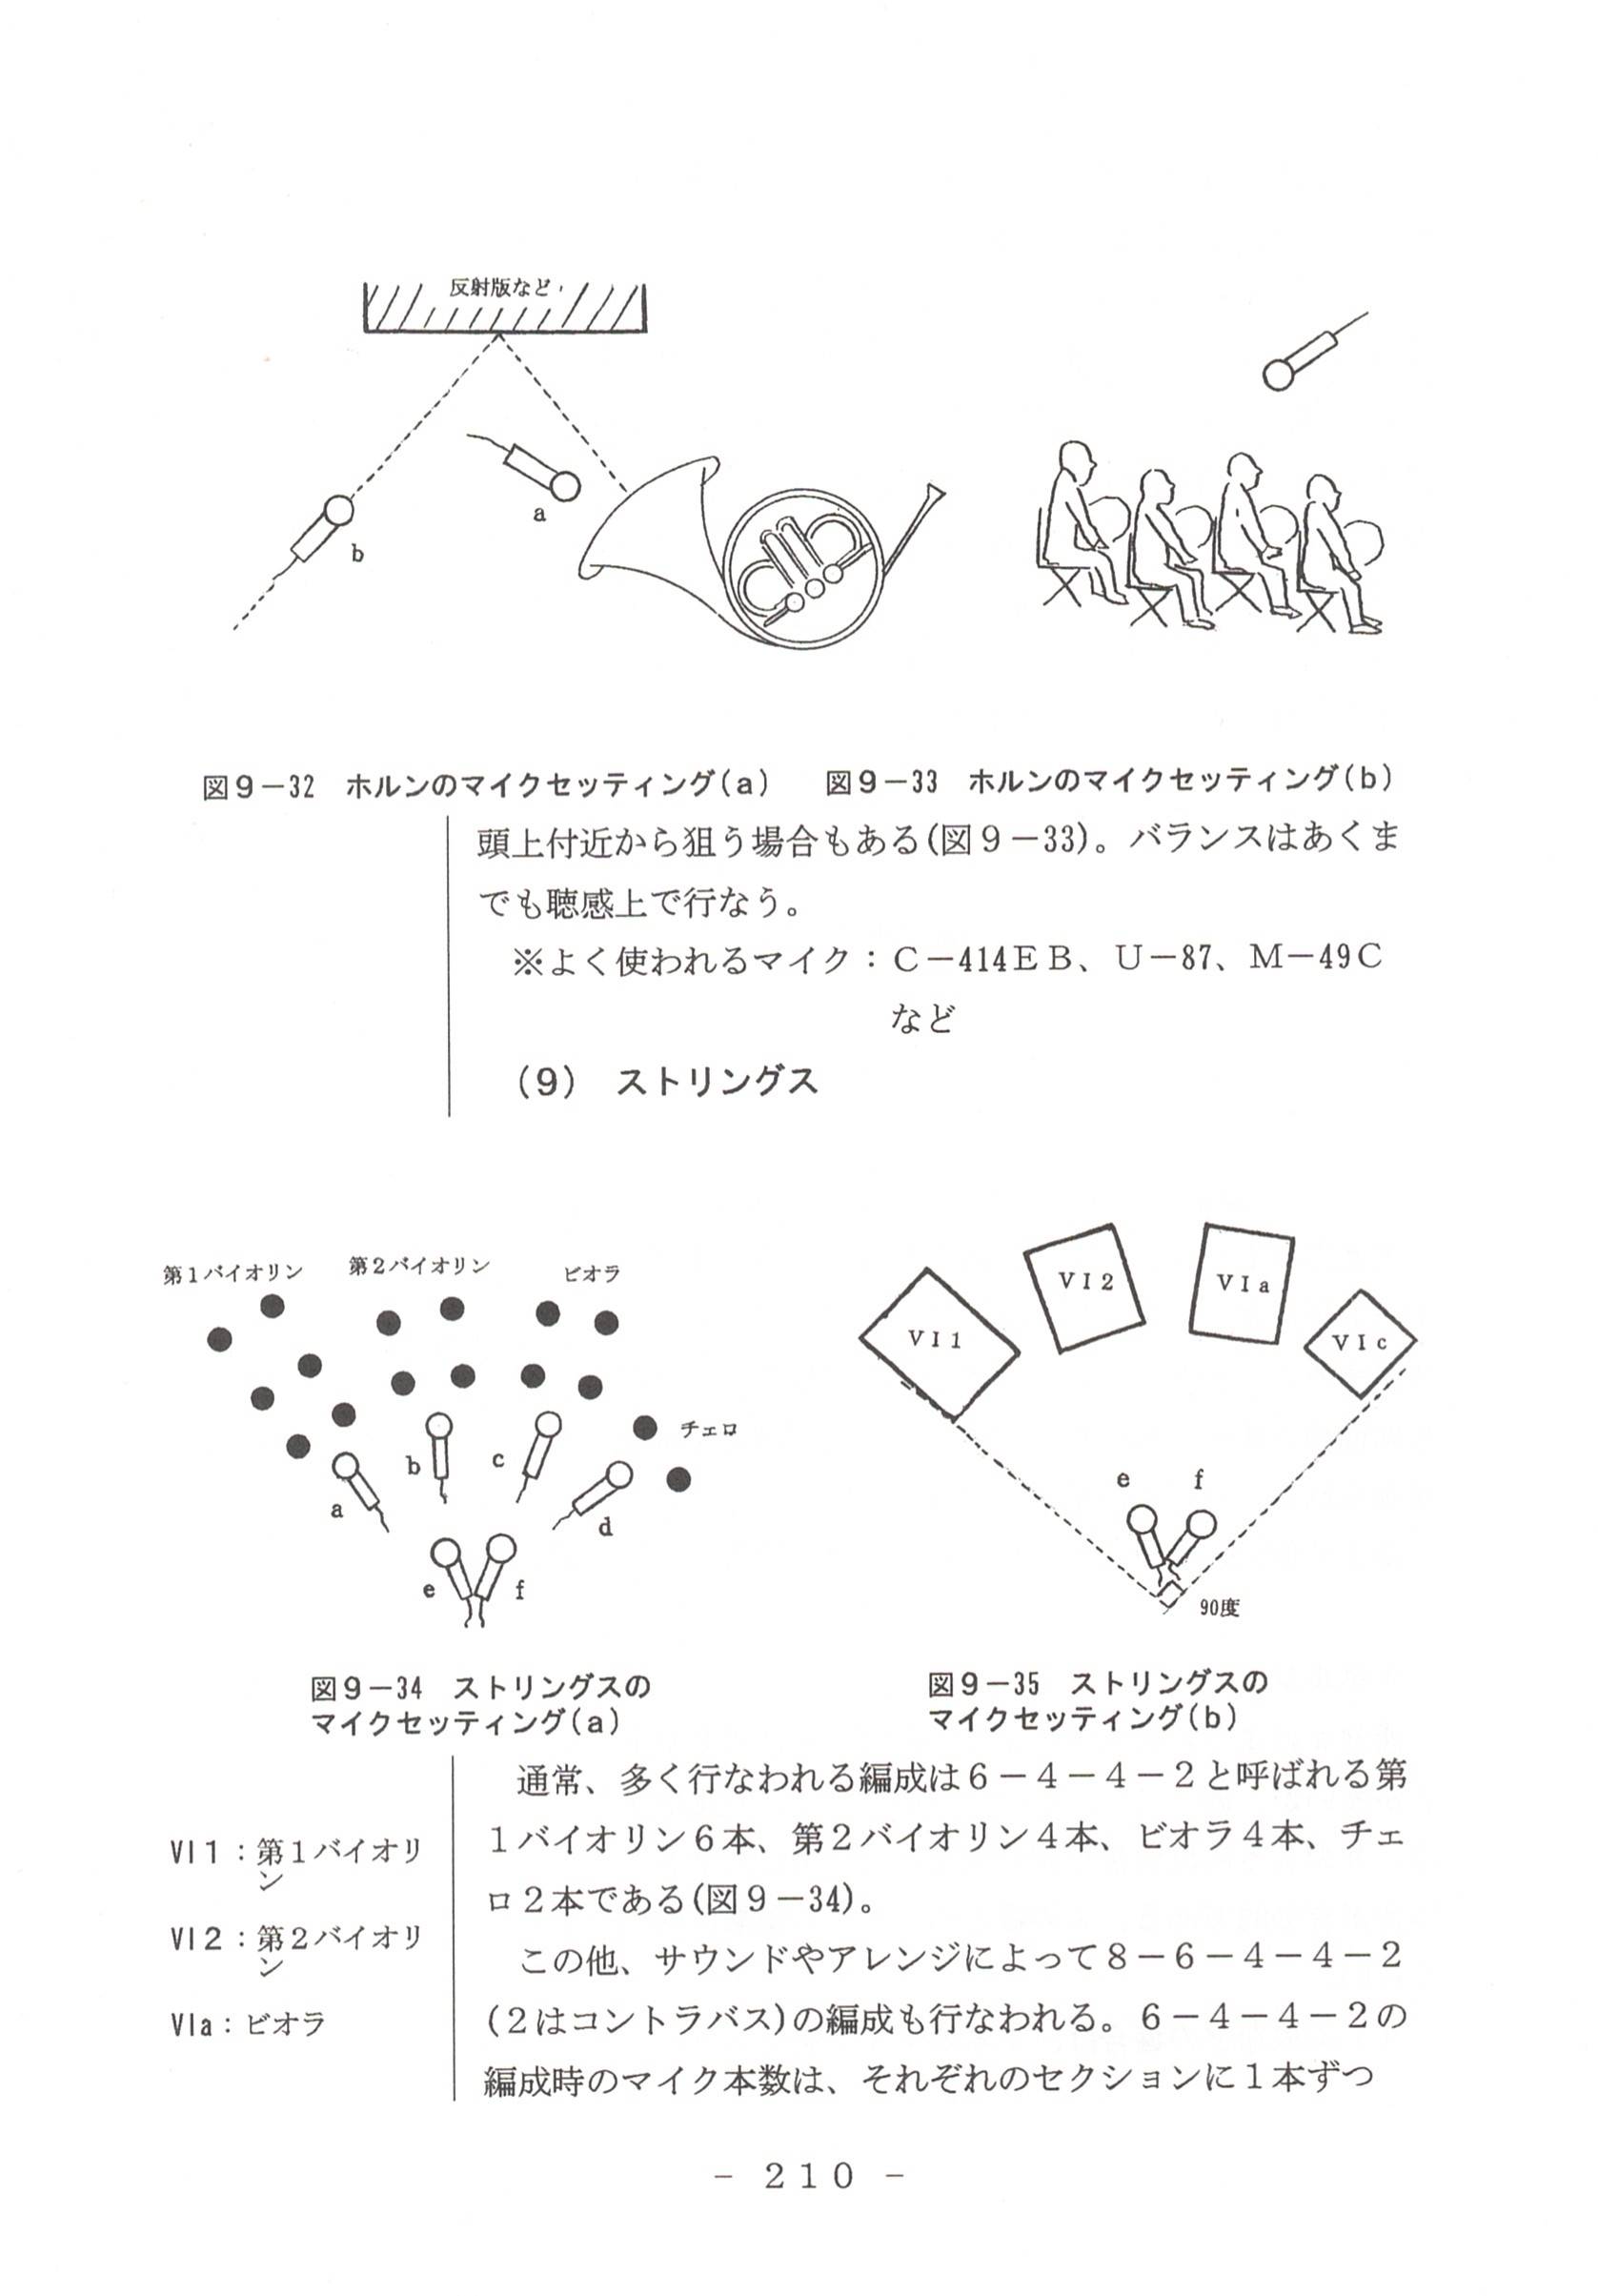 反射版など
a
b
図9－32　ホルンのマイクセッティング(a)　図9－33　ホルンのマイクセッティング(b)
頭上付近から狙う場合もある(図9－33)。バランスはあくま
でも聴感上で行なう。
※よく使われるマイク：C－414EB、U－87、M－49C
など
(9)　ストリングス
第1バイオリン　第2バイオリン　ビオラ
チェロ
a
b
c
d
e
f
VI1
VI2
VIa
VIc
e
f
90度
図9－34　ストリングスの
マイクセッティング(a)
図9－35　ストリングスの
マイクセッティング(b)
通常、多く行なわれる編成は6－4－4－2と呼ばれる第
1バイオリン6本、第2バイオリン4本、ビオラ4本、チェ
ロ2本である(図9－34)。
この他、サウンドやアレンジによって8－6－4－4－2
(2はコントラバス)の編成も行なわれる。6－4－4－2の
編成時のマイク本数は、それぞれのセクションに1本ずつ
VI1：第1バイオリ
ン
VI2：第2バイオリ
ン
VIa：ビオラ
－ 210 －